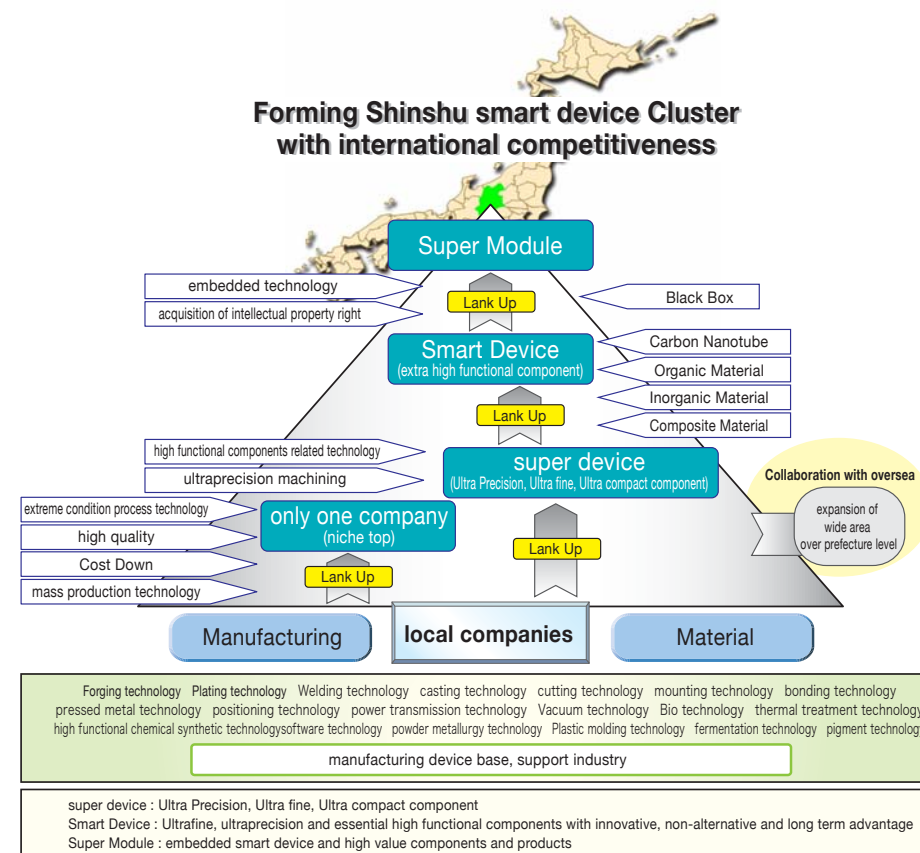 Forming Shinshu smart device Cluster
with international competitiveness
Super Module
embedded technology
acquisition of intellectual property right
Lank Up
Black Box
Smart Device
(extra high functional component)
Carbon Nanotube
Organic Material
Inorganic Material
Composite Material
Lank Up
high functional components related technology
ultraprecision machining
super device
(Ultra Precision, Ultra fine, Ultra compact component)
Collaboration with oversea
expansion of
wide area
over prefecture level
extreme condition process technology
high quality
Cost Down
mass production technology
only one company
(niche top)
Lank Up
Lank Up
Manufacturing
local companies
Material
Forging technology Plating technology Welding technology casting technology cutting technology mounting technology bonding technology
pressed metal technology positioning technology power transmission technology Vacuum technology Bio technology thermal treatment technology
high functional chemical synthetic technologysoftware technology powder metallurgy technology Plastic molding technology fermentation technology pigment technology
manufacturing device base, support industry
super device : Ultra Precision, Ultra fine, Ultra compact component
Smart Device : Ultrafine, ultraprecision and essential high functional components with innovative, non-alternative and long term advantage
Super Module : embedded smart device and high value components and products